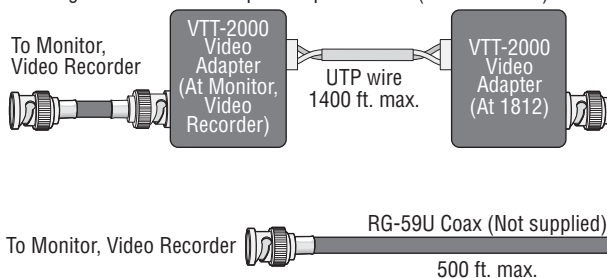 To Monitor,
Video Recorder
VTT-2000
Video
Adapter
(At Monitor,
Video
Recorder)
UTP wire
1400 ft. max.
VTT-2000
Video
Adapter
(At 1812)
To Monitor, Video Recorder
RG-59U Coax (Not supplied)
500 ft. max.